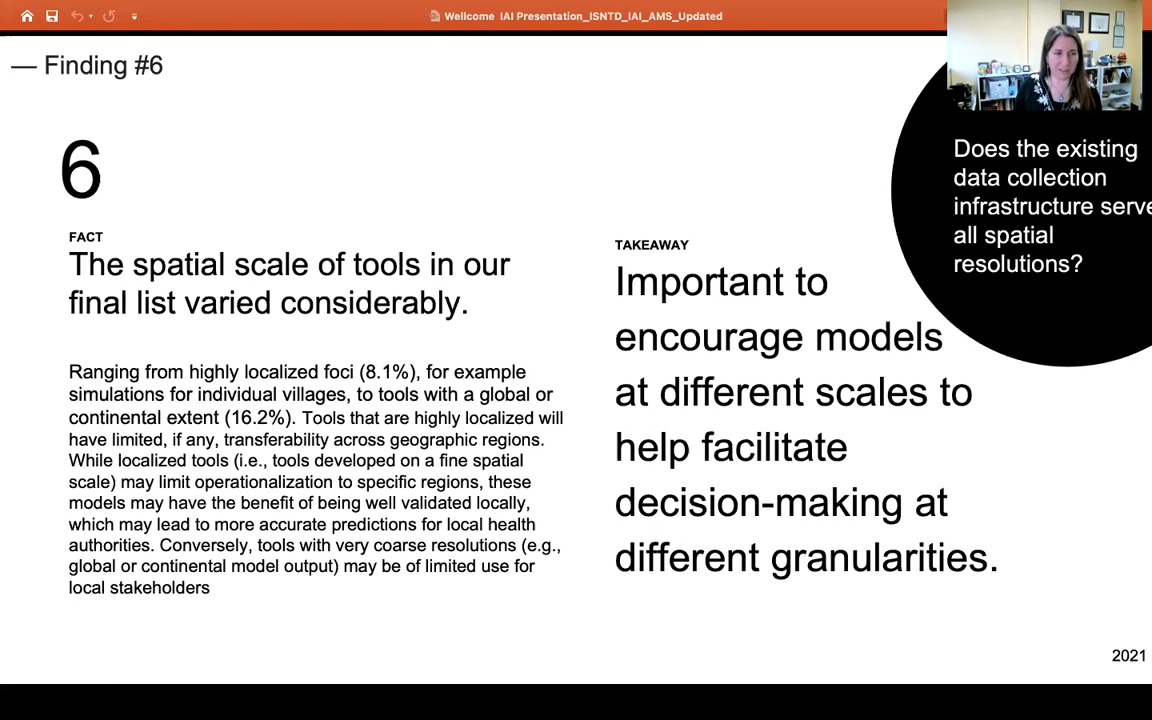 Wellcome IAI Presentation_ISNTD_IAI_AMS_Updated
— Finding #6
6
FACT
The spatial scale of tools in our
final list varied considerably.
Ranging from highly localized foci (8.1%), for example
simulations for individual villages, to tools with a global or
continental extent (16.2%). Tools that are highly localized will
have limited, if any, transferability across geographic regions.
While localized tools (i.e., tools developed on a fine spatial
scale) may limit operationalization to specific regions, these
models may have the benefit of being well validated locally,
which may lead to more accurate predictions for local health
authorities. Conversely, tools with very coarse resolutions (e.g.,
global or continental model output) may be of limited use for
local stakeholders
TAKEAWAY
Important to
encourage models
at different scales to
help facilitate
decision-making at
different granularities.
Does the existing
data collection
infrastructure serve
all spatial
resolutions?
2021